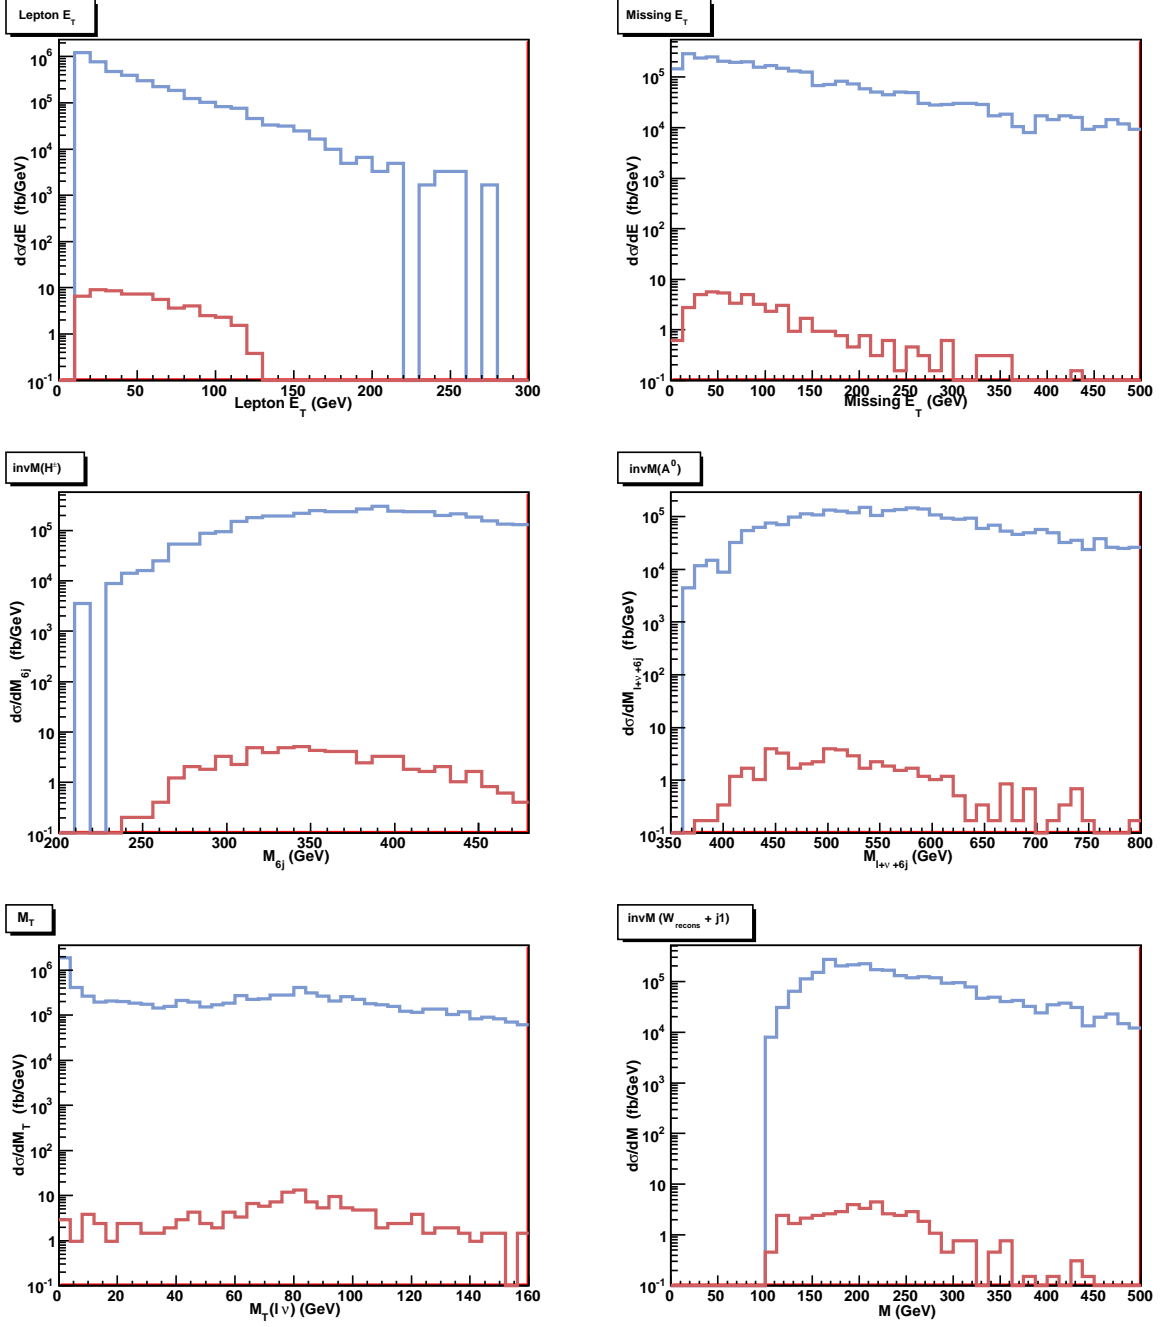 Lepton E_T
dσ/dE (fb/GeV)
10^6
10^5
10^4
10^3
10^2
10
1
10^-1
0 50 100 150 200 250 300
Lepton E_T (GeV)
Missing E_T
dσ/dE (fb/GeV)
10^5
10^4
10^3
10^2
10
1
10^-1
0 50 100 150 200 250 300 350 400 450 500
Missing E_T (GeV)
invM(H^±)
dσ/dM_6j (fb/GeV)
10^5
10^4
10^3
10^2
10
1
10^-1
200 250 300 350 400 450
M_6j (GeV)
invM(A^0)
dσ/dM_l+ν+6j (fb/GeV)
10^5
10^4
10^3
10^2
10
1
10^-1
350 400 450 500 550 600 650 700 750 800
M_l+ν+6j (GeV)
M_T
dσ/dM_T (fb/GeV)
10^6
10^5
10^4
10^3
10^2
10
1
10^-1
0 20 40 60 80 100 120 140 160
M_T(l ν) (GeV)
invM (W_recons + j1)
dσ/dM (fb/GeV)
10^5
10^4
10^3
10^2
10
1
10^-1
0 50 100 150 200 250 300 350 400 450 500
M (GeV)